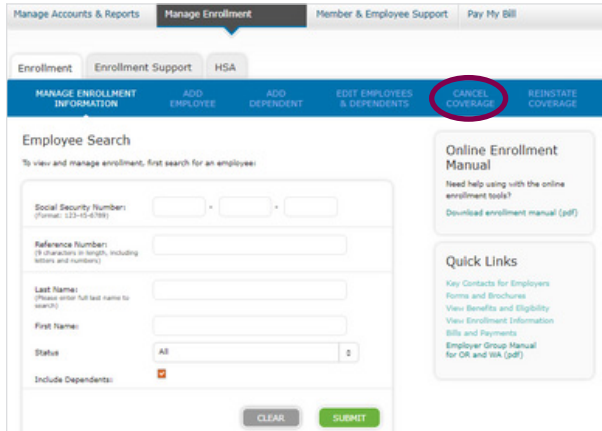 Manage Accounts & Reports
Manage Enrollment
Member & Employee Support
Pay My Bill
Enrollment
Enrollment Support
HSA
MANAGE ENROLLMENT
INFORMATION
ADD
EMPLOYEE
ADD
DEPENDENT
EDIT EMPLOYEES
& DEPENDENTS
CANCEL
COVERAGE
REINSTATE
COVERAGE
Employee Search
To view and manage enrollment, first search for an employee:
Social Security Number:
(Format: 123-45-6789)
- -
Reference Number:
(9 characters in length, including
letters and numbers)
Last Name:
(Please enter full last name to
search)
First Name:
Status
All
Include Dependents:
CLEAR
SUBMIT
Online Enrollment
Manual
Need help using with the online
enrollment tools?
Download enrollment manual (pdf)
Quick Links
Key Contacts for Employers
Forms and Brochures
View Benefits and Eligibility
View Enrollment Information
Bills and Payments
Employer Group Manual
for OR and WA (pdf)